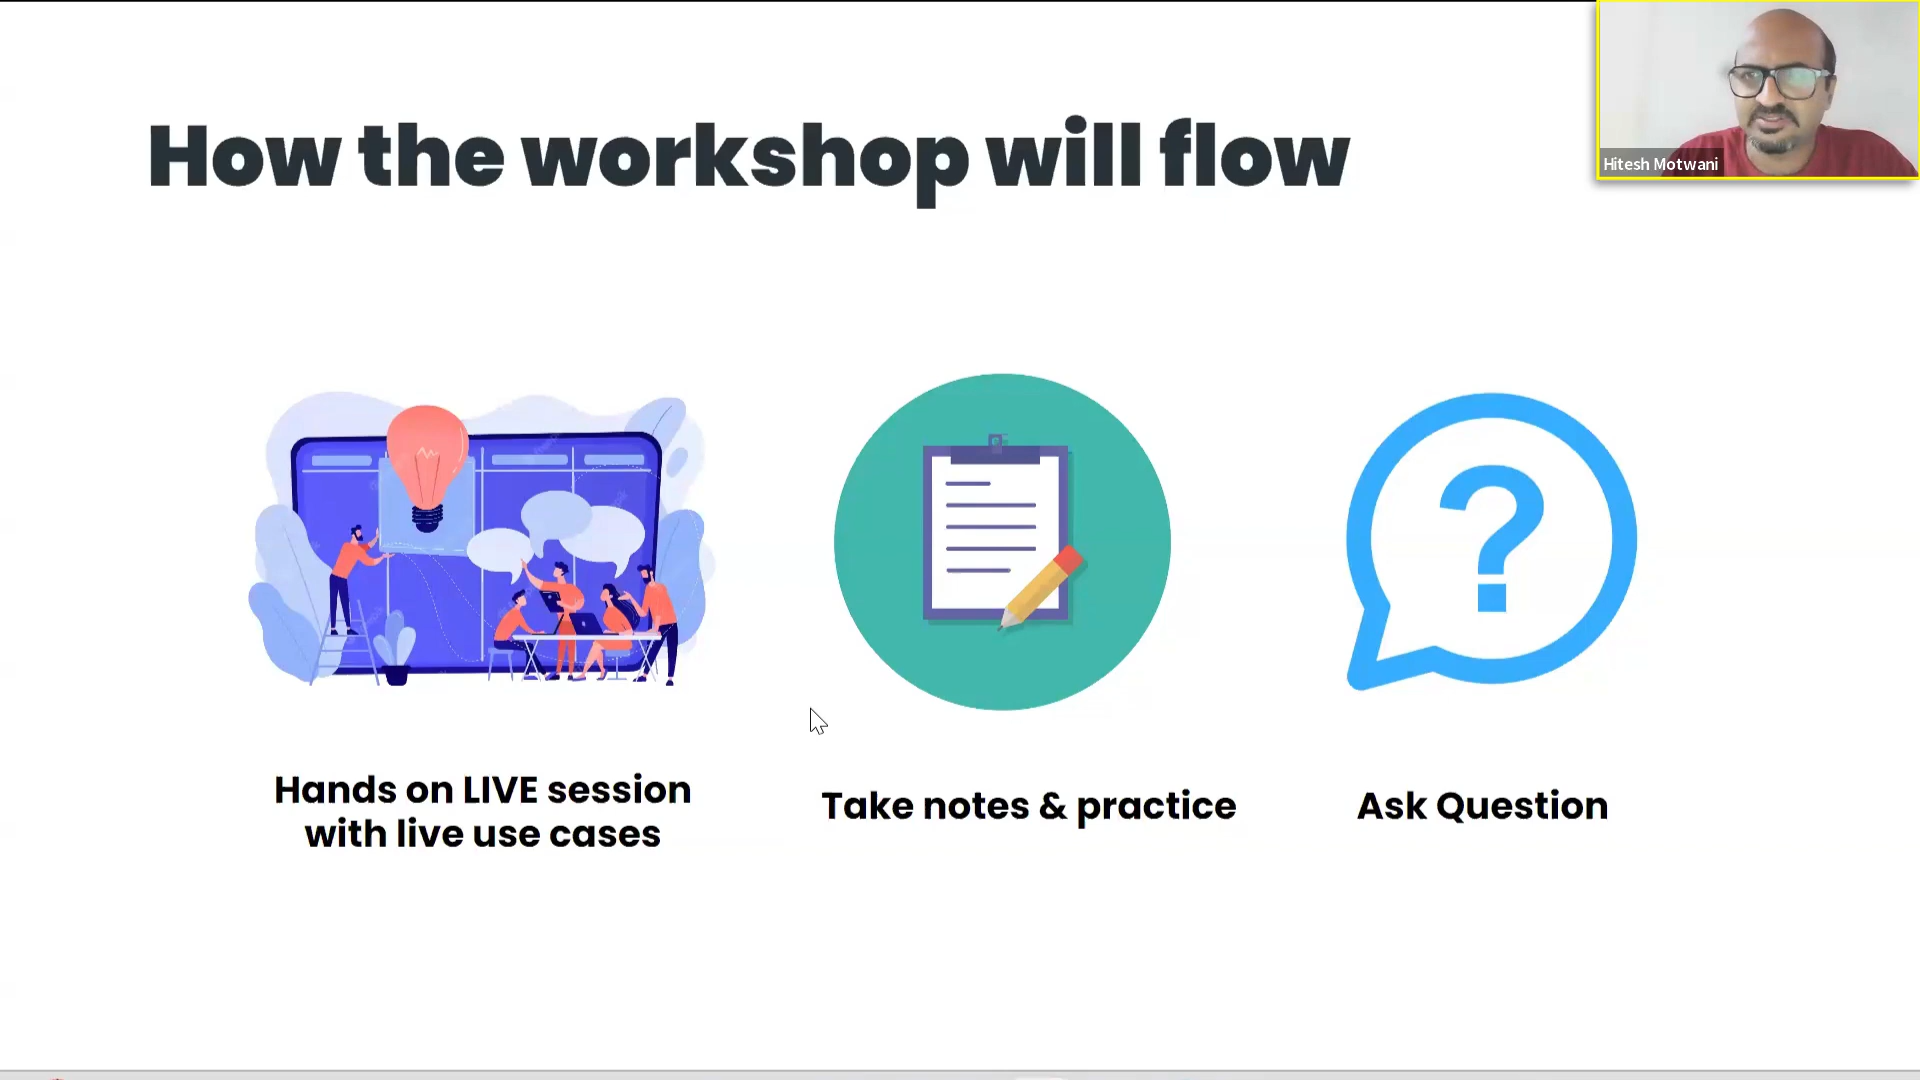 How the workshop will flow
Hitesh Motwani
Hands on LIVE session
with live use cases
Take notes & practice
Ask Question